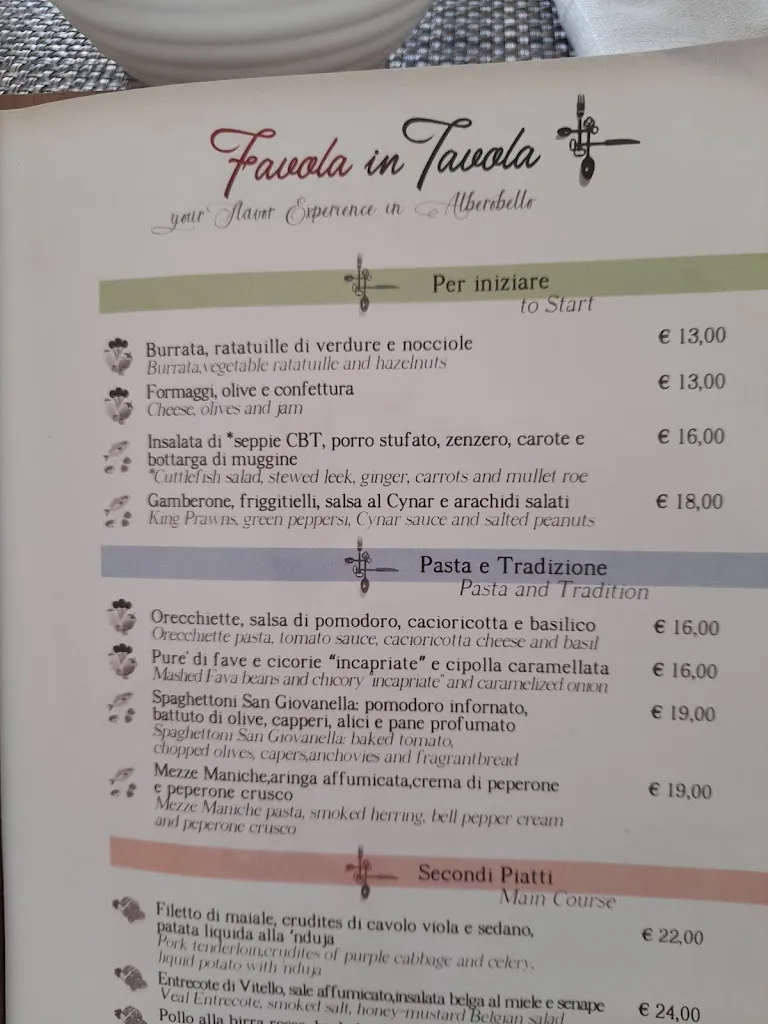 Favola in Tavola
your Flavor Experience in Alberobello
Per iniziare
to Start
Burrata, ratatuille di verdure e nocciole € 13,00
Burrata,vegetable ratatuille and hazelnuts
Formaggi, olive e confettura € 13,00
Cheese, olives and jam
Insalata di *seppie CBT, porro stufato, zenzero, carote e € 16,00
bottarga di muggine
*Cuttlefish salad, stewed leek, ginger, carrots and mullet roe
Gamberone, friggitielli, salsa al Cynar e arachidi salati € 18,00
King Prawns, green peppersi, Cynar sauce and salted peanuts
Pasta e Tradizione
Pasta and Tradition
Orecchiette, salsa di pomodoro, cacioricotta e basilico € 16,00
Orecchiette pasta, tomato sauce, cacioricotta cheese and basil
Pure' di fave e cicorie "incapriate" e cipolla caramellata € 16,00
Mashed Fava beans and chicory "incapriate" and caramelized onion
Spaghettoni San Giovanella: pomodoro infornato, € 19,00
battuto di olive, capperi, alici e pane profumato
Spaghettoni San Giovanella: baked tomato,
chopped olives, capers,anchovies and fragrantbread
Mezze Maniche,aringa affumicata,crema di peperone € 19,00
e peperone crusco
Mezze Maniche pasta, smoked herring, bell pepper cream
and peperone crusco
Secondi Piatti
Main Course
Filetto di maiale, crudites di cavolo viola e sedano, € 22,00
patata liquida alla 'nduja
Pork tenderloin,crudites of purple cabbage and celery,
liquid potato with 'nduja
Entrecote di Vitello, sale affumicato,insalata belga al miele e senape € 24,00
Veal Entrecote, smoked salt, honey-mustard Belgian salad
Pollo alla birra